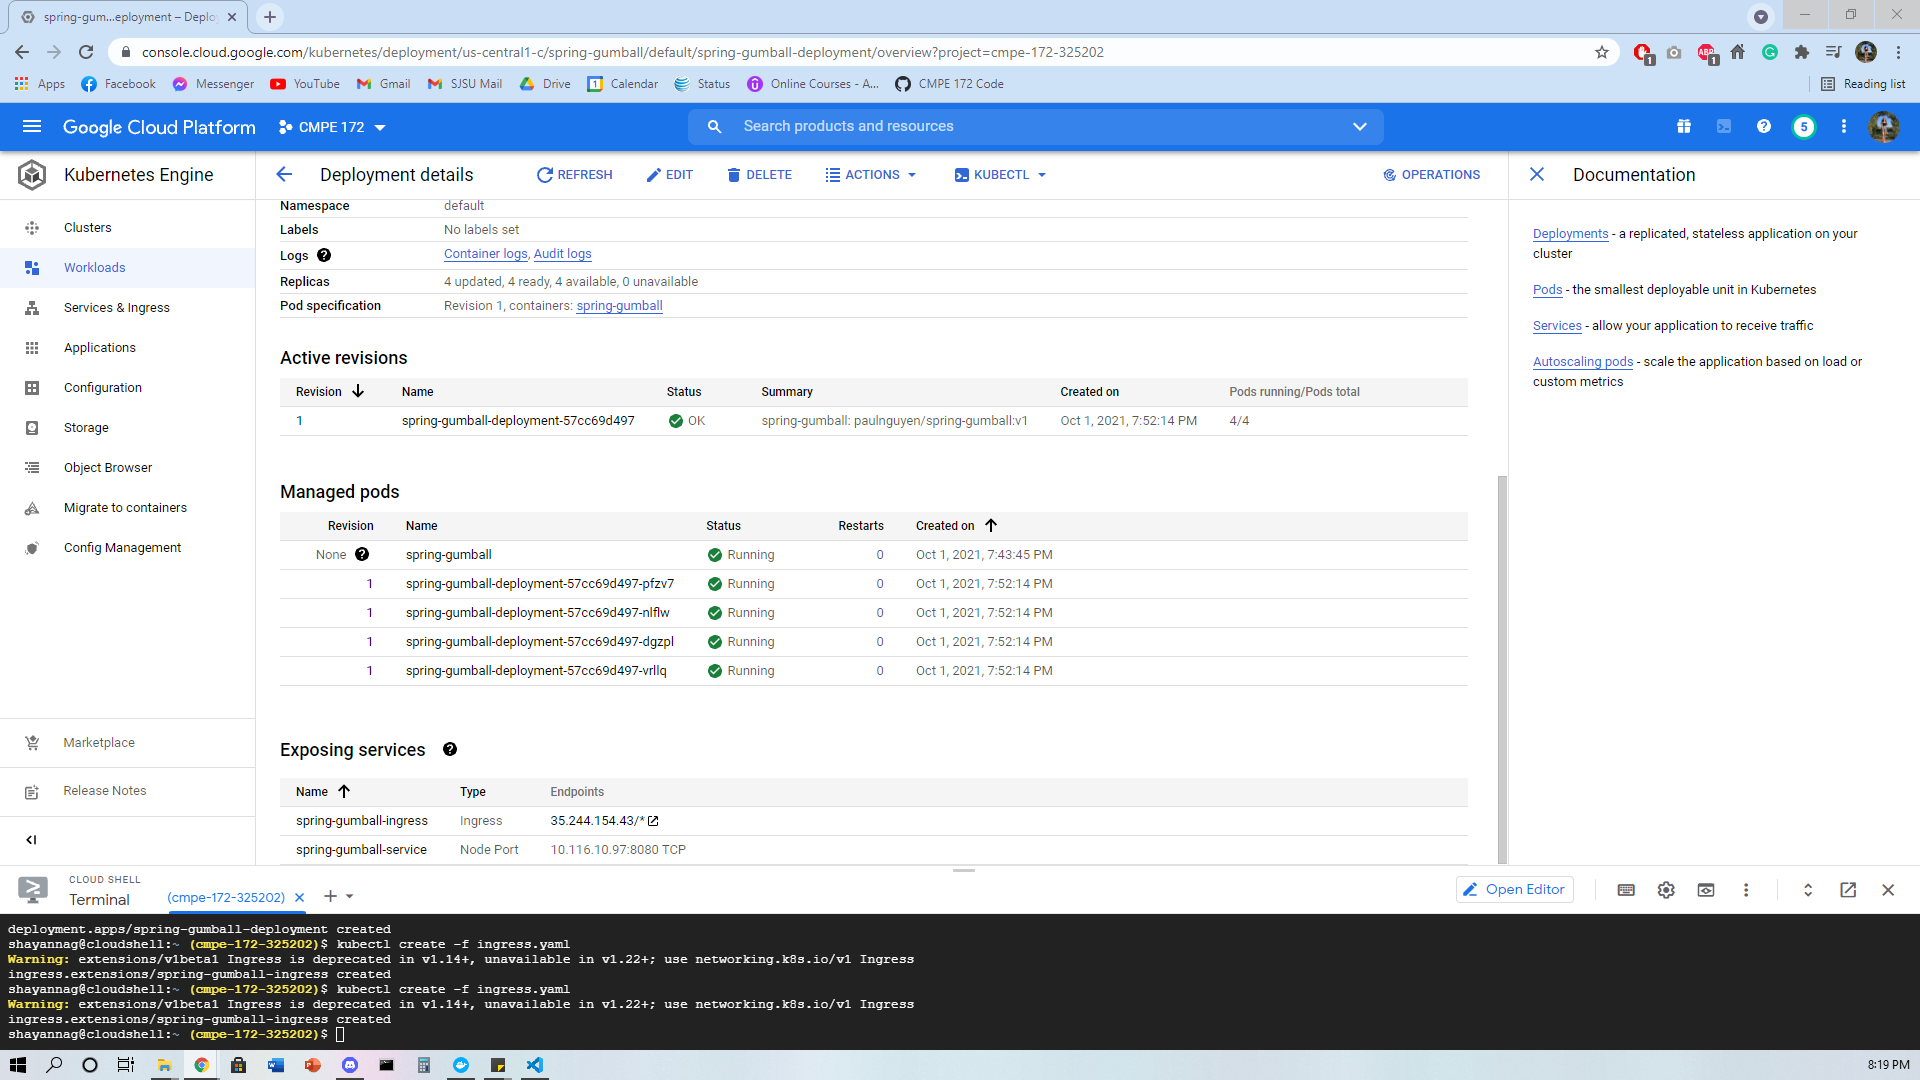 spring-gum...eployment – Deplo
console.cloud.google.com/kubernetes/deployment/us-central1-c/spring-gumball/default/spring-gumball-deployment/overview?project=cmpe-172-325202
1 ABP 1
Apps Facebook Messenger YouTube Gmail SJSU Mail Drive 1 Calendar Status Online Courses - A... CMPE 172 Code Reading list
Google Cloud Platform CMPE 172 Search products and resources 5
Kubernetes Engine
Clusters
Workloads
Services & Ingress
Applications
Configuration
Storage
Object Browser
Migrate to containers
Config Management
Marketplace
Release Notes
Deployment details REFRESH EDIT DELETE ACTIONS KUBECTL OPERATIONS
Namespace default
Labels No labels set
Logs Container logs, Audit logs
Replicas 4 updated, 4 ready, 4 available, 0 unavailable
Pod specification Revision 1, containers: spring-gumball
Active revisions
Revision Name Status Summary Created on Pods running/Pods total
1 spring-gumball-deployment-57cc69d497 OK spring-gumball: paulnguyen/spring-gumball:v1 Oct 1, 2021, 7:52:14 PM 4/4
Managed pods
Revision Name Status Restarts Created on
None spring-gumball Running 0 Oct 1, 2021, 7:43:45 PM
1 spring-gumball-deployment-57cc69d497-pfzv7 Running 0 Oct 1, 2021, 7:52:14 PM
1 spring-gumball-deployment-57cc69d497-nlflw Running 0 Oct 1, 2021, 7:52:14 PM
1 spring-gumball-deployment-57cc69d497-dgzpl Running 0 Oct 1, 2021, 7:52:14 PM
1 spring-gumball-deployment-57cc69d497-vrllq Running 0 Oct 1, 2021, 7:52:14 PM
Exposing services
Name Type Endpoints
spring-gumball-ingress Ingress 35.244.154.43/*
spring-gumball-service Node Port 10.116.10.97:8080 TCP
Documentation
Deployments - a replicated, stateless application on your
cluster
Pods - the smallest deployable unit in Kubernetes
Services - allow your application to receive traffic
Autoscaling pods - scale the application based on load or
custom metrics
CLOUD SHELL
Terminal (cmpe-172-325202) Open Editor
deployment.apps/spring-gumball-deployment created
shayannag@cloudshell:~ (cmpe-172-325202)$ kubectl create -f ingress.yaml
Warning: extensions/v1beta1 Ingress is deprecated in v1.14+, unavailable in v1.22+; use networking.k8s.io/v1 Ingress
ingress.extensions/spring-gumball-ingress created
shayannag@cloudshell:~ (cmpe-172-325202)$ kubectl create -f ingress.yaml
Warning: extensions/v1beta1 Ingress is deprecated in v1.14+, unavailable in v1.22+; use networking.k8s.io/v1 Ingress
ingress.extensions/spring-gumball-ingress created
shayannag@cloudshell:~ (cmpe-172-325202)$
8:19 PM